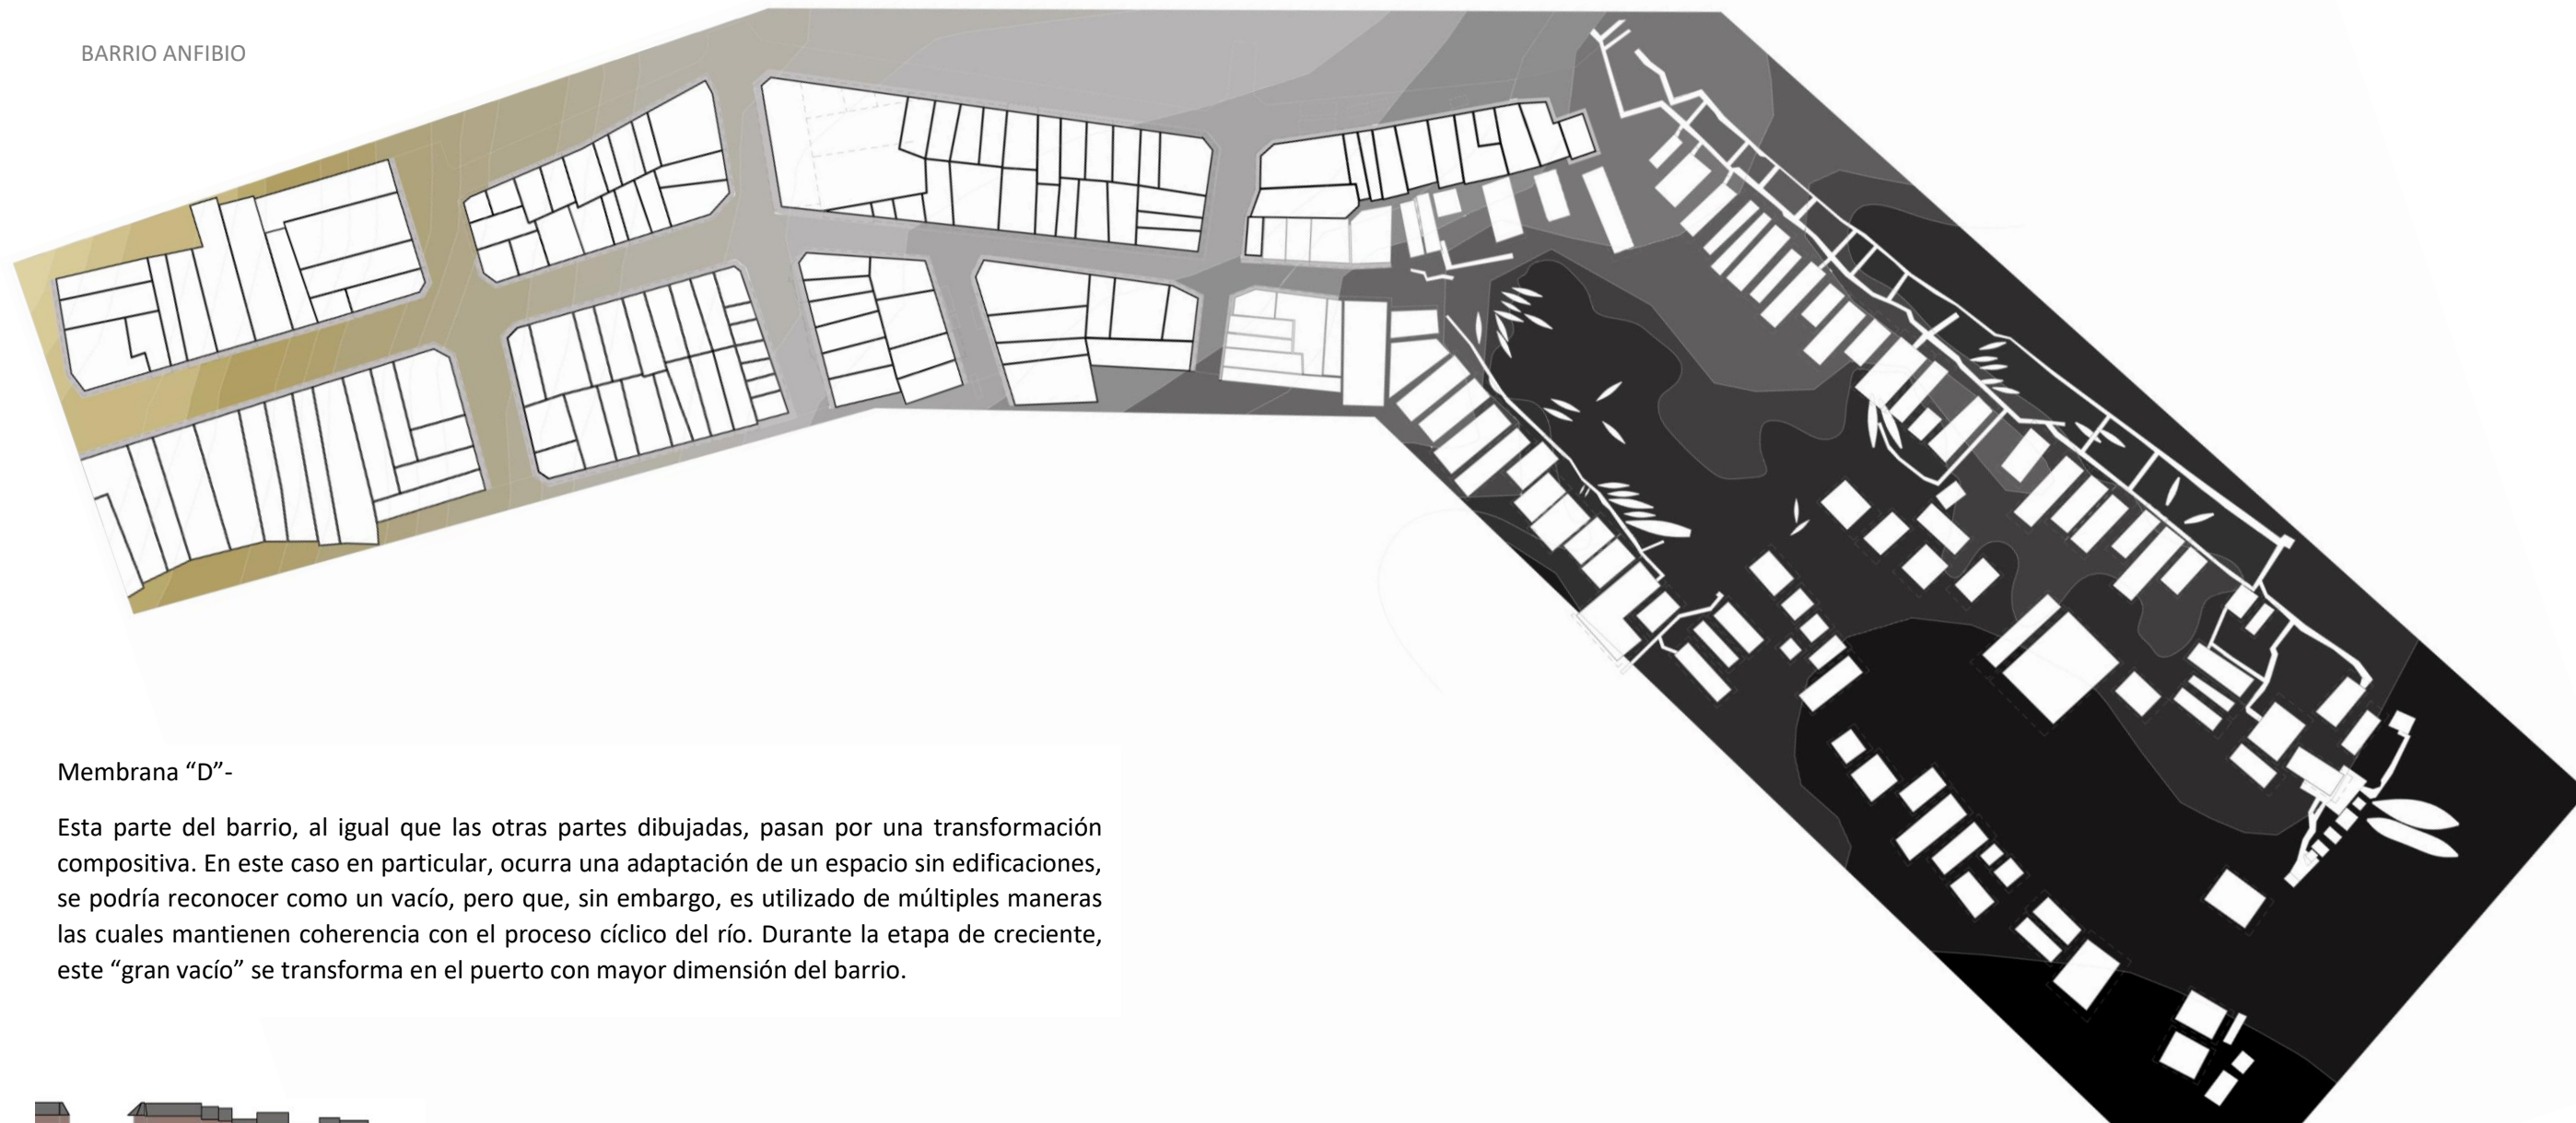 BARRIO ANFIBIO
Membrana “D”-
Esta parte del barrio, al igual que las otras partes dibujadas, pasan por una transformación
compositiva. En este caso en particular, ocurra una adaptación de un espacio sin edificaciones,
se podría reconocer como un vacío, pero que, sin embargo, es utilizado de múltiples maneras
las cuales mantienen coherencia con el proceso cíclico del río. Durante la etapa de creciente,
este “gran vacío” se transforma en el puerto con mayor dimensión del barrio.